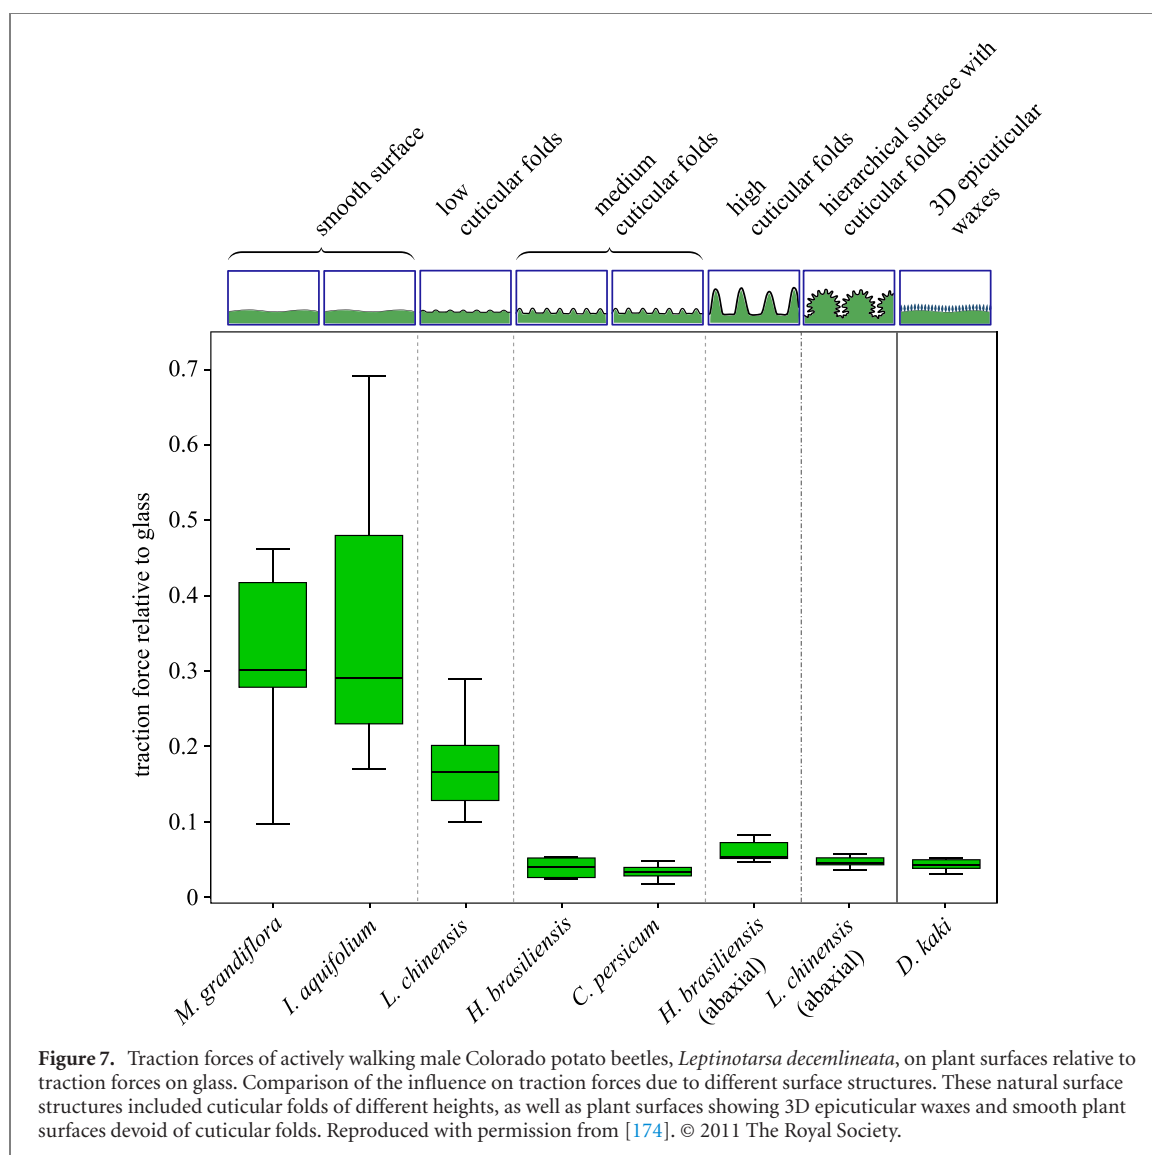 smooth surface
low
cuticular folds
medium
cuticular folds
high
cuticular folds
hierarchical surface with
cuticular folds
3D epicuticular
waxes
traction force relative to glass
0.7
0.6
0.5
0.4
0.3
0.2
0.1
0
M. grandiflora
I. aquifolium
L. chinensis
H. brasiliensis
C. persicum
H. brasiliensis
(abaxial)
L. chinensis
(abaxial)
D. kaki
Figure 7. Traction forces of actively walking male Colorado potato beetles, Leptinotarsa decemlineata, on plant surfaces relative to
traction forces on glass. Comparison of the influence on traction forces due to different surface structures. These natural surface
structures included cuticular folds of different heights, as well as plant surfaces showing 3D epicuticular waxes and smooth plant
surfaces devoid of cuticular folds. Reproduced with permission from [174]. © 2011 The Royal Society.